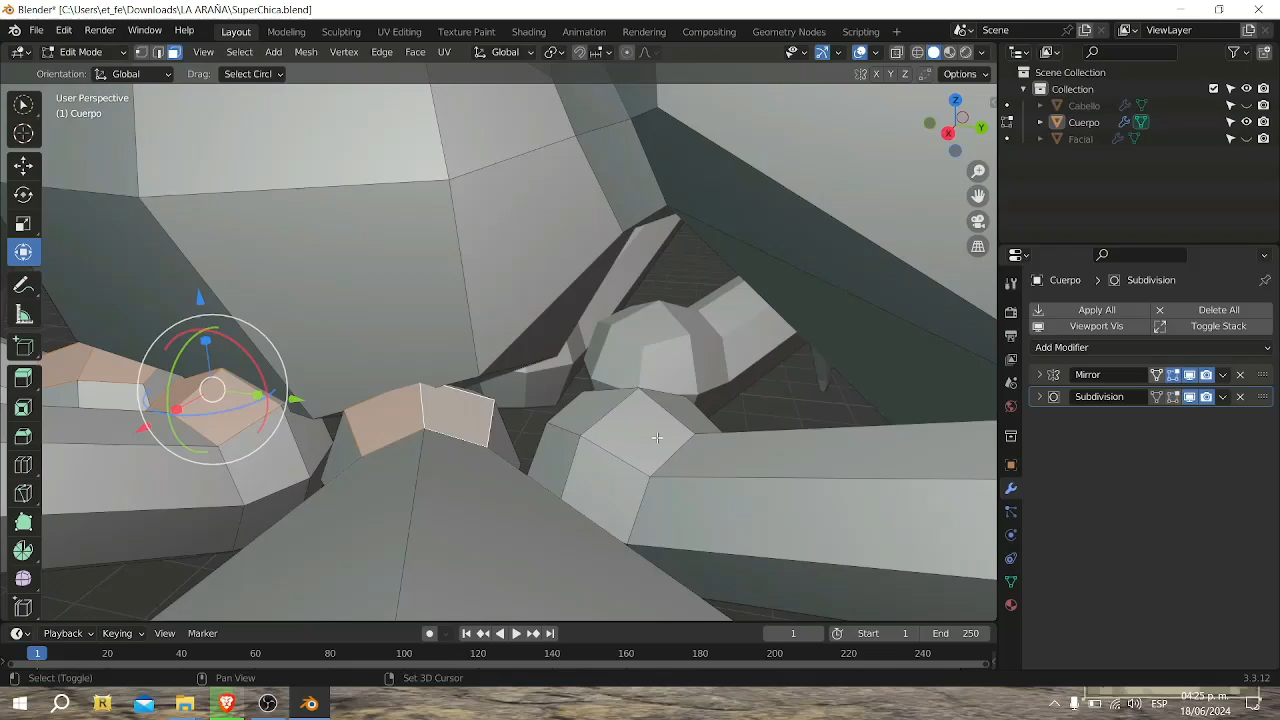 Blender* [C:\Users\et_fe\Downloads\LA ARAÑA\SuperChica.blend]
File Edit Render Window Help Layout Modeling Sculpting UV Editing Texture Paint Shading Animation Rendering Compositing Geometry Nodes Scripting + Scene ViewLayer
Edit Mode View Select Add Mesh Vertex Edge Face UV Global
Orientation: Global Drag: Select Circl X Y Z Options
User Perspective
(1) Cuerpo
Z
Y
X
Scene Collection
Collection
Cabello
Cuerpo
Facial
Cuerpo > Subdivision
Apply All Delete All
Viewport Vis Toggle Stack
Add Modifier
Mirror
Subdivision
Playback Keying View Marker 1 Start 1 End 250
1 20 40 60 80 100 120 140 160 180 200 220 240
Select (Toggle) Pan View Set 3D Cursor 3.3.12
R ESP 04:25 p. m.
18/06/2024